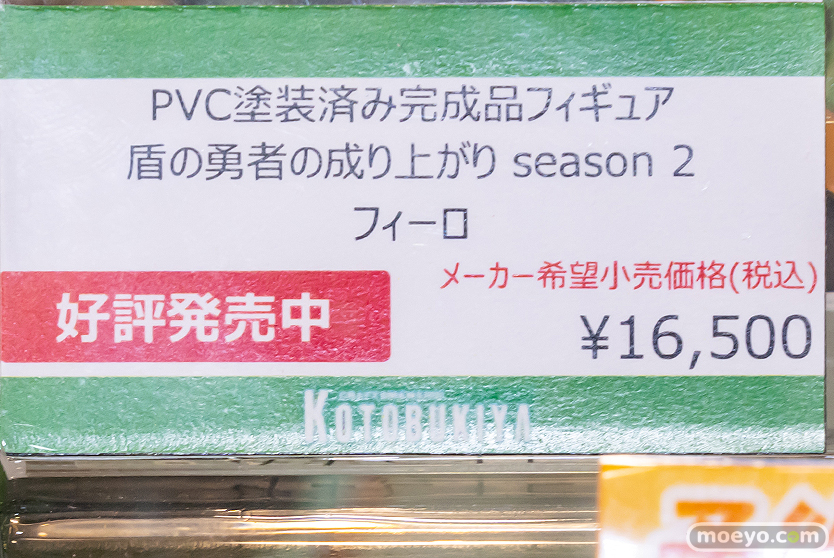 PVC塗装済み完成品フィギュア
盾の勇者の成り上がり season 2
フィーロ
メーカー希望小売価格(税込)
好評発売中
¥16,500
KOTOBUKIYA
moeyo.com